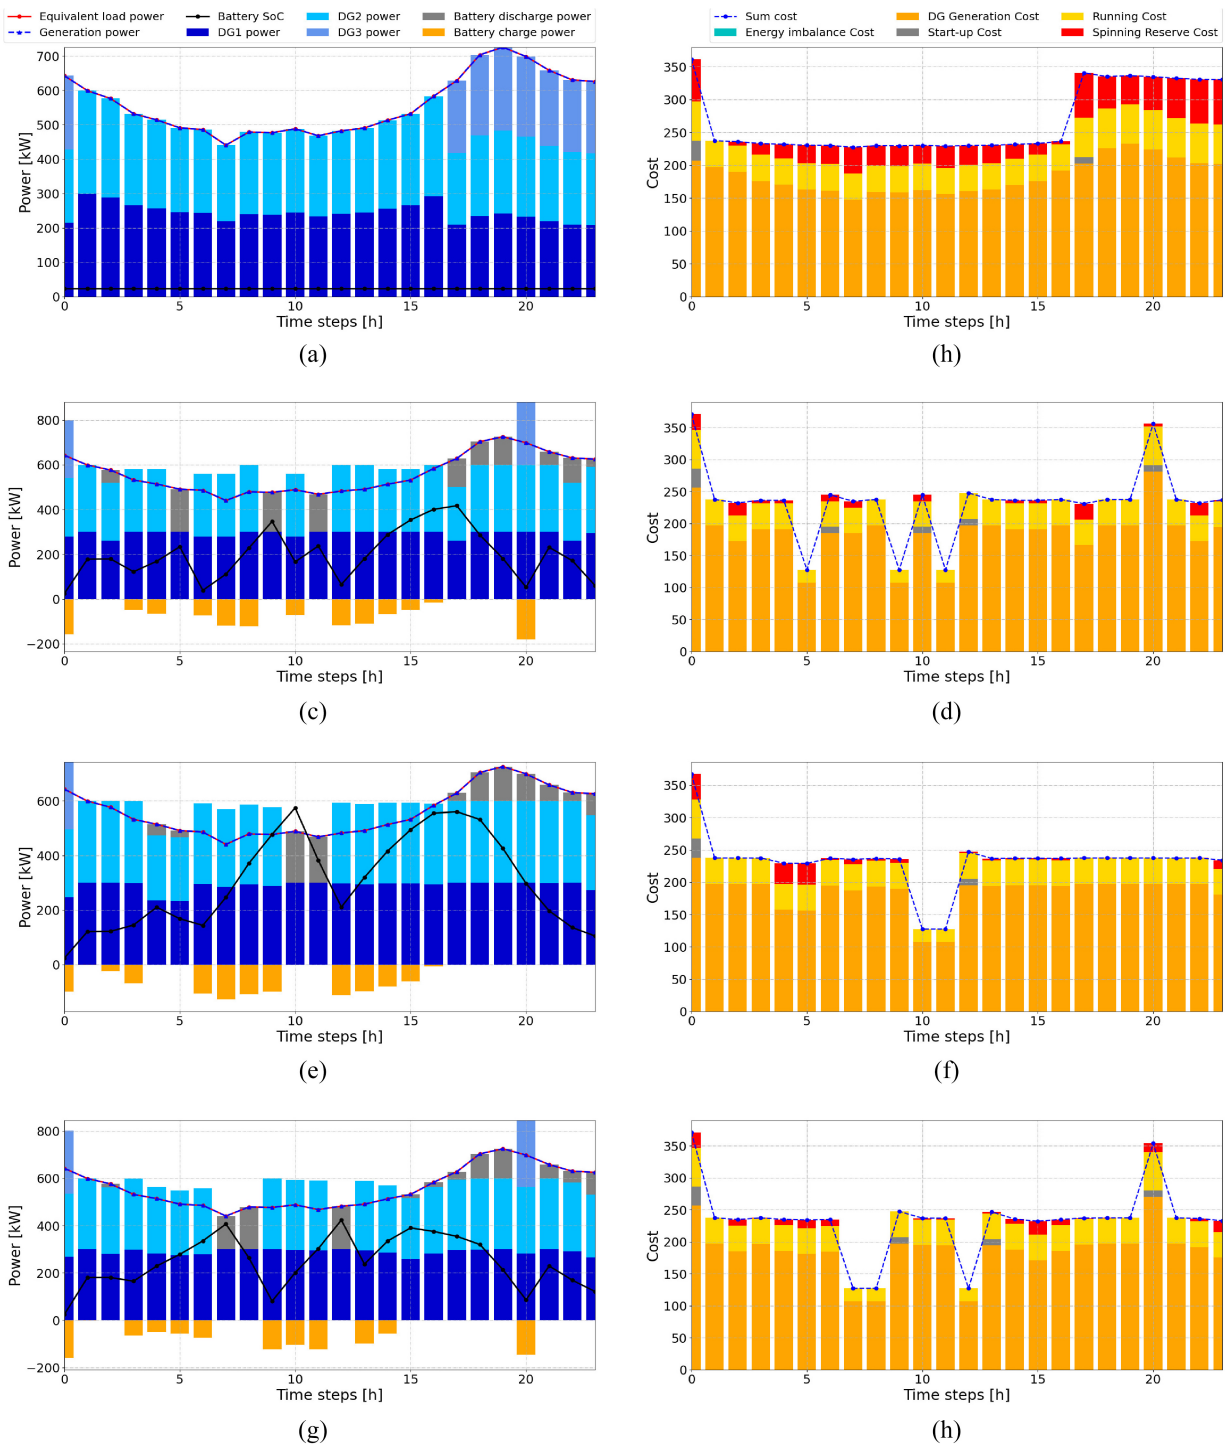 Equivalent load power Battery SoC DG2 power Battery discharge power
Generation power DG1 power DG3 power Battery charge power
Sum cost DG Generation Cost Running Cost
Energy imbalance Cost Start-up Cost Spinning Reserve Cost
700
600
500
400
300
200
100
0
Power [kW]
0 5 10 15 20
Time steps [h]
(a)
350
300
250
200
150
100
50
0
Cost
0 5 10 15 20
Time steps [h]
(h)
800
600
400
200
0
−200
Power [kW]
0 5 10 15 20
Time steps [h]
(c)
350
300
250
200
150
100
50
0
Cost
0 5 10 15 20
Time steps [h]
(d)
600
400
200
0
Power [kW]
0 5 10 15 20
Time steps [h]
(e)
350
300
250
200
150
100
50
0
Cost
0 5 10 15 20
Time steps [h]
(f)
800
600
400
200
0
−200
Power [kW]
0 5 10 15 20
Time steps [h]
(g)
350
300
250
200
150
100
50
0
Cost
0 5 10 15 20
Time steps [h]
(h)